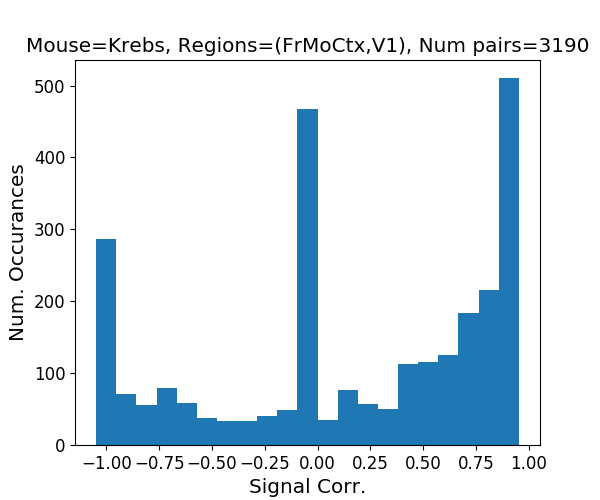 Mouse=Krebs, Regions=(FrMoCtx,V1), Num pairs=3190
500
400
300
200
100
0
Num. Occurances
−1.00 −0.75 −0.50 −0.25 0.00 0.25 0.50 0.75 1.00
Signal Corr.